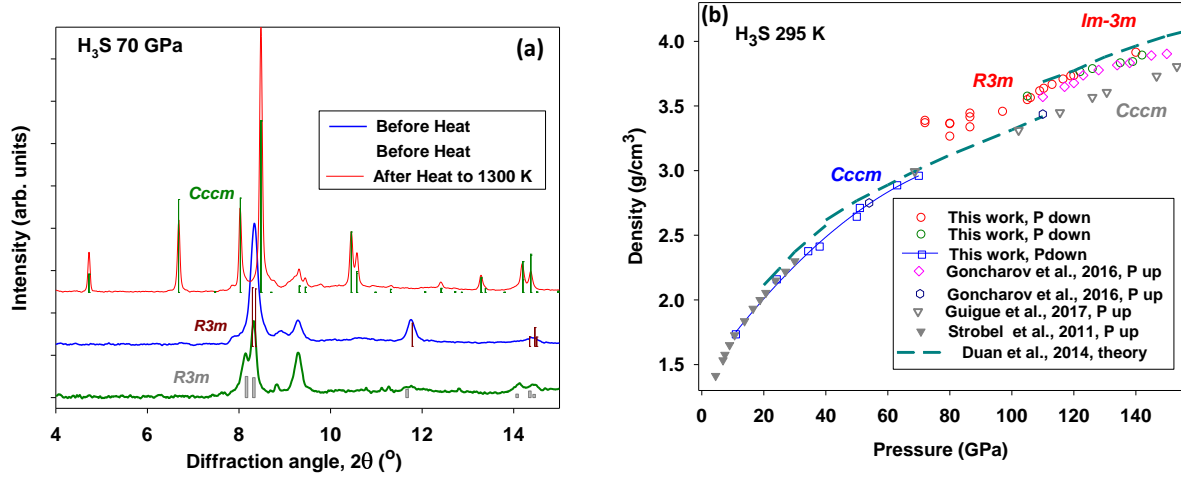 H3S 70 GPa
(a)
Before Heat
Before Heat
After Heat to 1300 K
Cccm
R3m
R3m
Intensity (arb. units)
4 6 8 10 12 14
Diffraction angle, 2θ (o)
(b)
H3S 295 K
Im-3m
R3m
Cccm
Cccm
This work, P down
This work, P down
This work, Pdown
Goncharov et al., 2016, P up
Goncharov et al., 2016, P up
Guigue et al., 2017, P up
Strobel et al., 2011, P up
Duan et al., 2014, theory
Density (g/cm3)
4.0
3.5
3.0
2.5
2.0
1.5
0 20 40 60 80 100 120 140
Pressure (GPa)